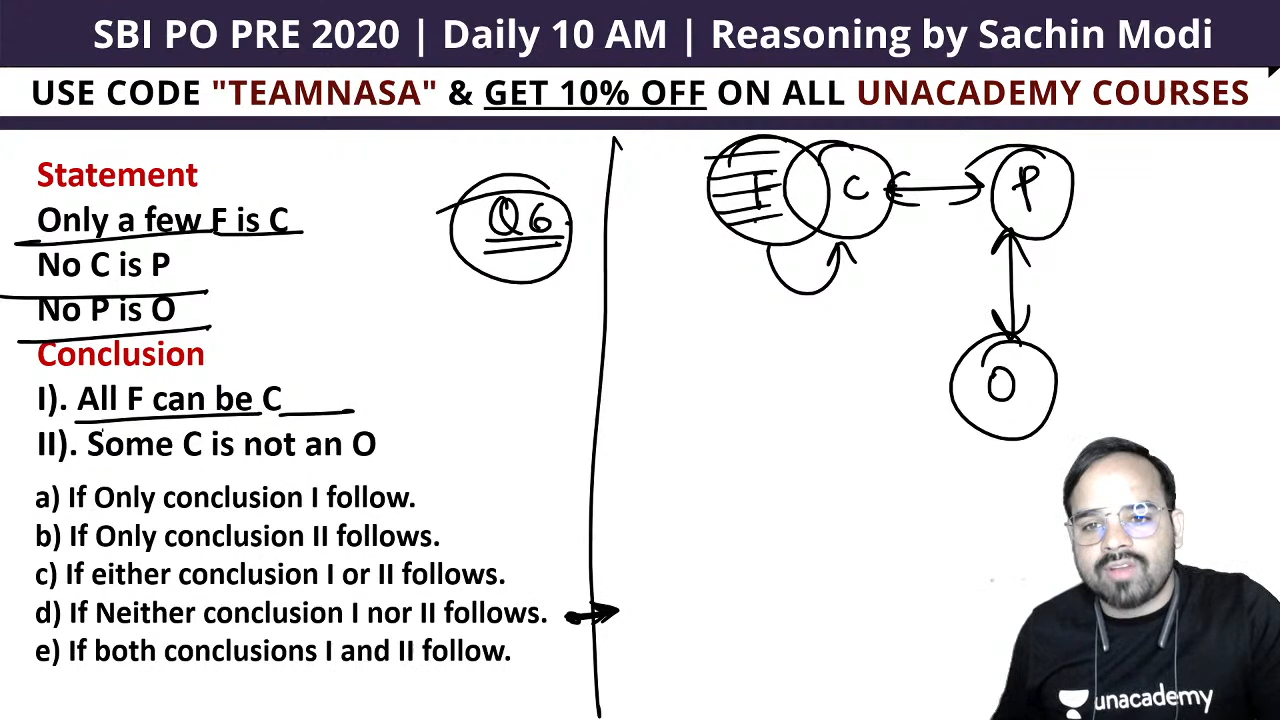 SBI PO PRE 2020 | Daily 10 AM | Reasoning by Sachin Modi
USE CODE "TEAMNASA" & GET 10% OFF ON ALL UNACADEMY COURSES
Statement
Only a few F is C
No C is P
No P is O
Conclusion
I). All F can be C
II). Some C is not an O
a) If Only conclusion I follow.
b) If Only conclusion II follows.
c) If either conclusion I or II follows.
d) If Neither conclusion I nor II follows.
e) If both conclusions I and II follow.
Q6
F C P
O
unacademy